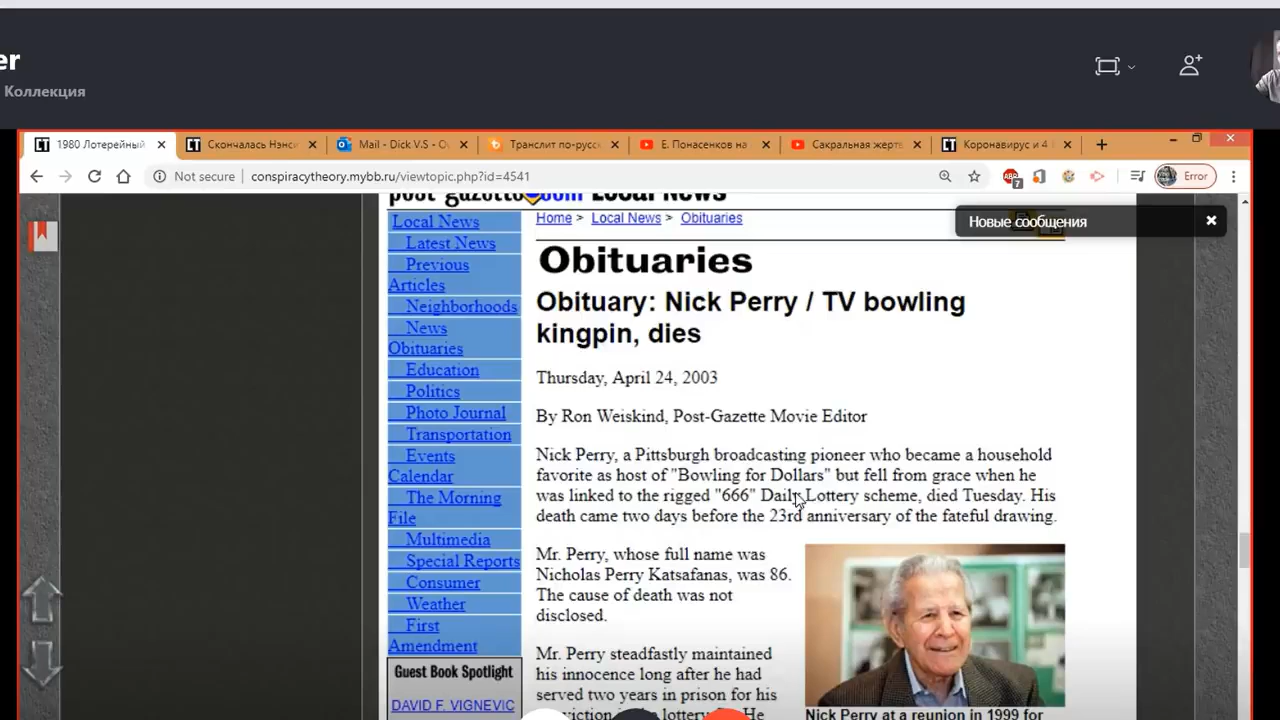 er
Коллекция
1980 Лотерейный
Скончалась Нэнси
Mail - Dick V.S - O
Транслит по-русс
Е. Понасенков на
Сакральная жерт
Коронавирус и 4
Not secure
conspiracytheory.mybb.ru/viewtopic.php?id=4541
ABP
7
Error
Local News
Home > Local News > Obituaries
Новые сообщения
Local News
Latest News
Previous
Articles
Neighborhoods
News
Obituaries
Education
Politics
Photo Journal
Transportation
Events
Calendar
The Morning
File
Multimedia
Special Reports
Consumer
Weather
First
Amendment
Guest Book Spotlight
DAVID F. VIGNEVIC
Obituaries
Obituary: Nick Perry / TV bowling
kingpin, dies
Thursday, April 24, 2003
By Ron Weiskind, Post-Gazette Movie Editor
Nick Perry, a Pittsburgh broadcasting pioneer who became a household
favorite as host of "Bowling for Dollars" but fell from grace when he
was linked to the rigged "666" Daily Lottery scheme, died Tuesday. His
death came two days before the 23rd anniversary of the fateful drawing.
Mr. Perry, whose full name was
Nicholas Perry Katsafanas, was 86.
The cause of death was not
disclosed.
Mr. Perry steadfastly maintained
his innocence long after he had
served two years in prison for his
lottery He
Nick Perry at a reunion in 1999 for